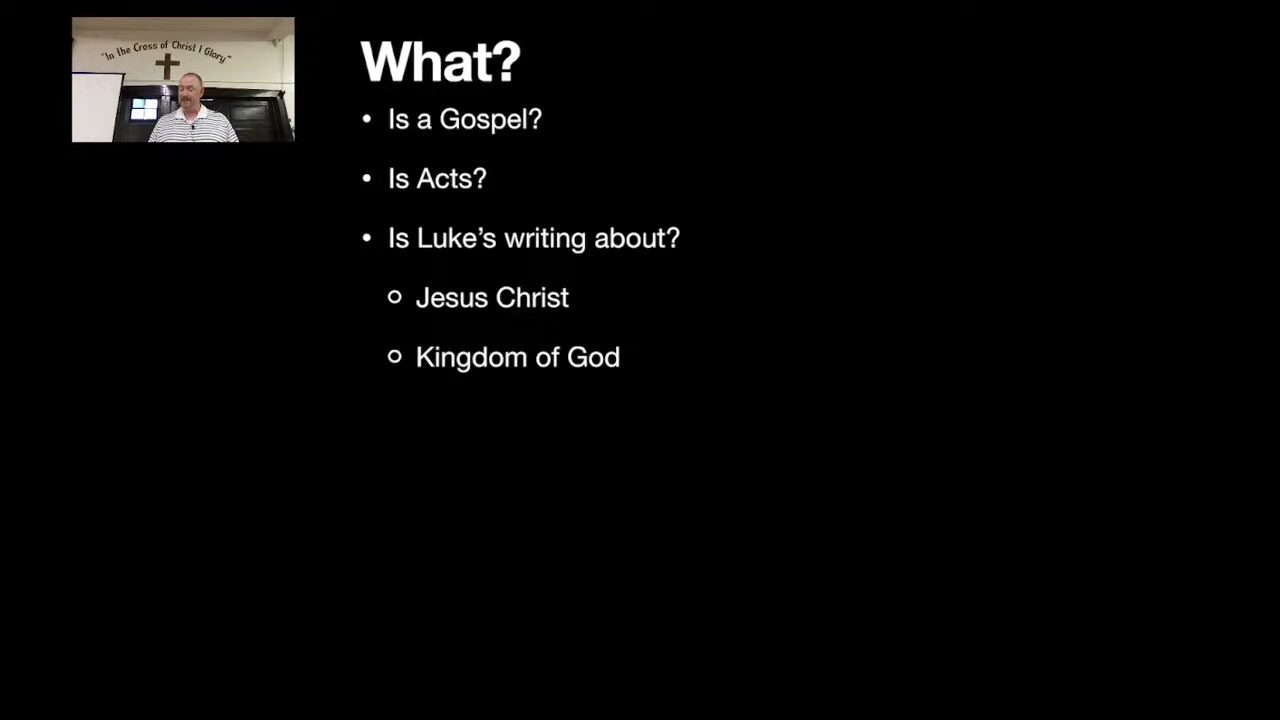 "In the Cross of Christ I Glory"
What?
• Is a Gospel?
• Is Acts?
• Is Luke’s writing about?
○ Jesus Christ
○ Kingdom of God